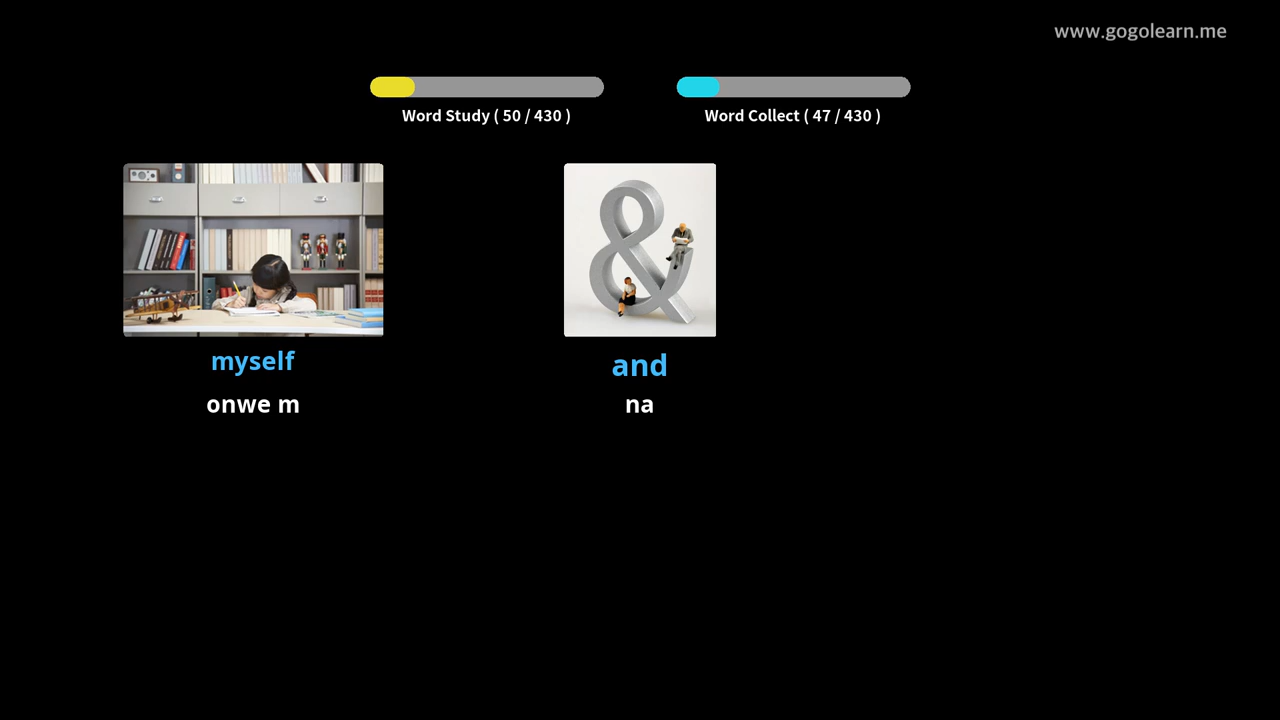 www.gogolearn.me
Word Study ( 50 / 430 )
Word Collect ( 47 / 430 )
myself
onwe m
and
na